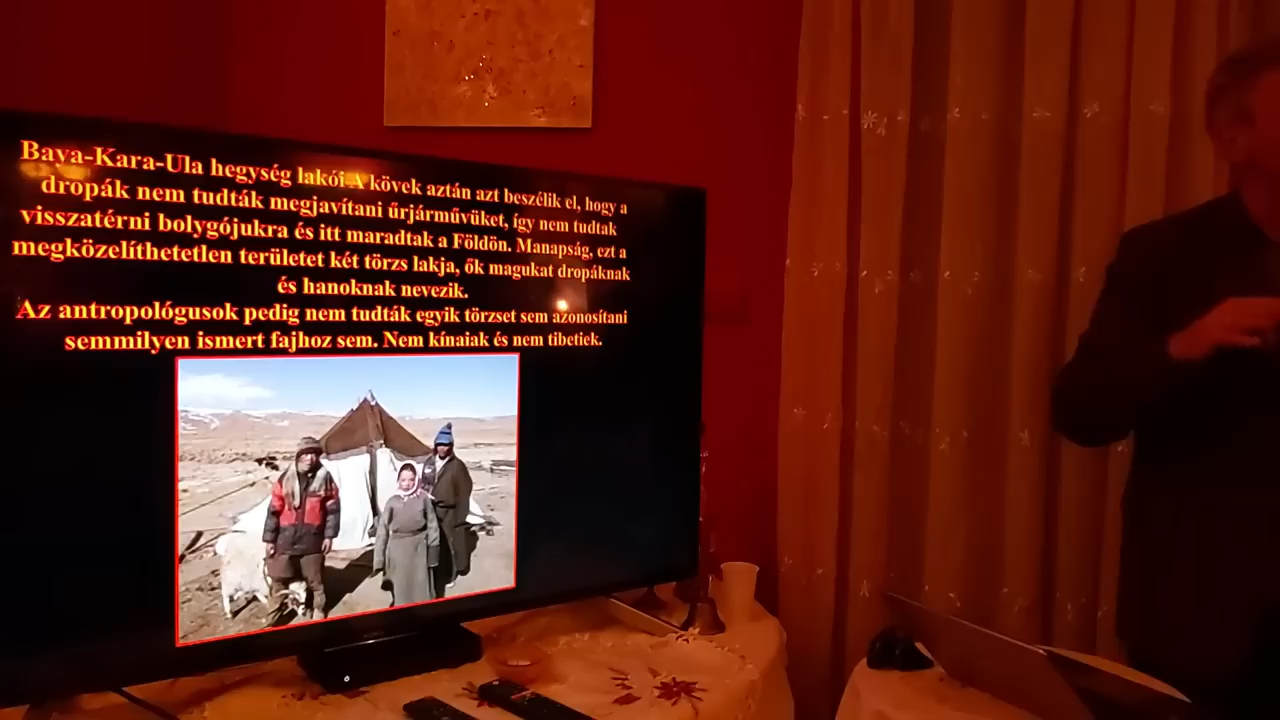 Baya-Kara-Ula hegység lakói.A kövek aztán azt beszélik el, hogy a
dropák nem tudták megjavítani űrjárművüket, így nem tudtak
visszatérni bolygójukra és itt maradtak a Földön. Manapság, ezt a
megközelíthetetlen területet két törzs lakja, ők magukat dropáknak
és hanoknak nevezik.
Az antropológusok pedig nem tudták egyik törzset sem azonosítani
semmilyen ismert fajhoz sem. Nem kínaiak és nem tibetiek.